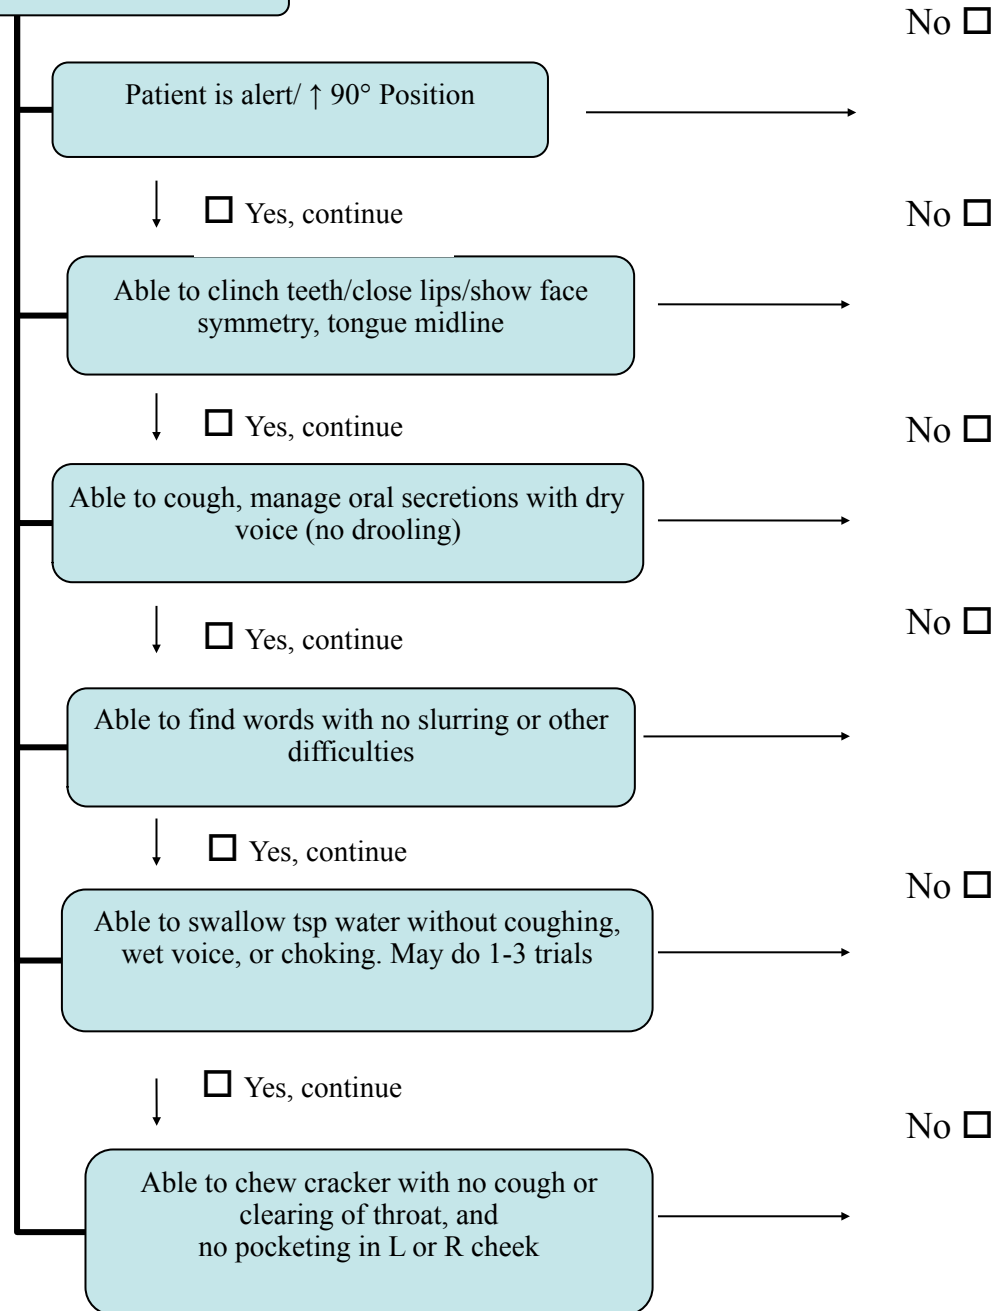 No ☐
Patient is alert/ ↑ 90° Position
☐ Yes, continue
No ☐
Able to clinch teeth/close lips/show face
symmetry, tongue midline
☐ Yes, continue
No ☐
Able to cough, manage oral secretions with dry
voice (no drooling)
☐ Yes, continue
No ☐
Able to find words with no slurring or other
difficulties
☐ Yes, continue
No ☐
Able to swallow tsp water without coughing,
wet voice, or choking. May do 1-3 trials
☐ Yes, continue
No ☐
Able to chew cracker with no cough or
clearing of throat, and
no pocketing in L or R cheek